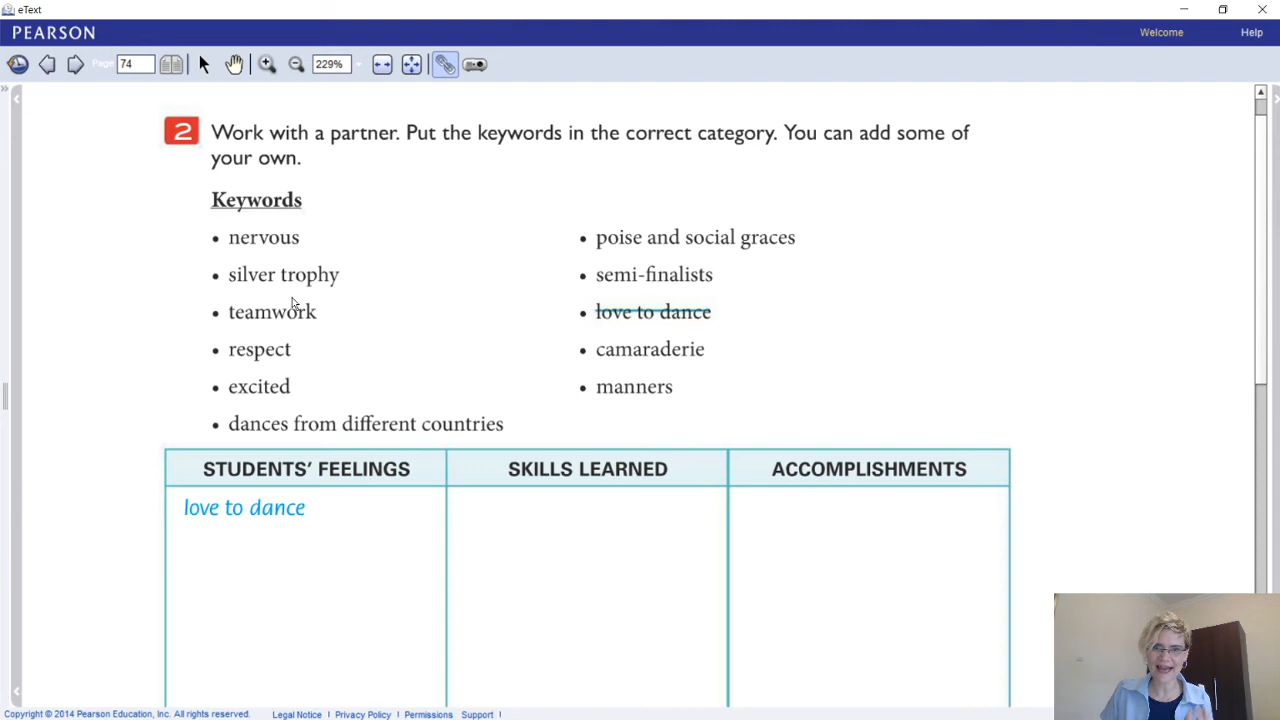 eText
PEARSON
Welcome Help
Page 74 229%
2 Work with a partner. Put the keywords in the correct category. You can add some of
your own.
Keywords
• nervous
• silver trophy
• teamwork
• respect
• excited
• dances from different countries
• poise and social graces
• semi-finalists
• love to dance
• camaraderie
• manners
STUDENTS' FEELINGS SKILLS LEARNED ACCOMPLISHMENTS
love to dance
Copyright © 2014 Pearson Education, Inc. All rights reserved. Legal Notice | Privacy Policy | Permissions Support |